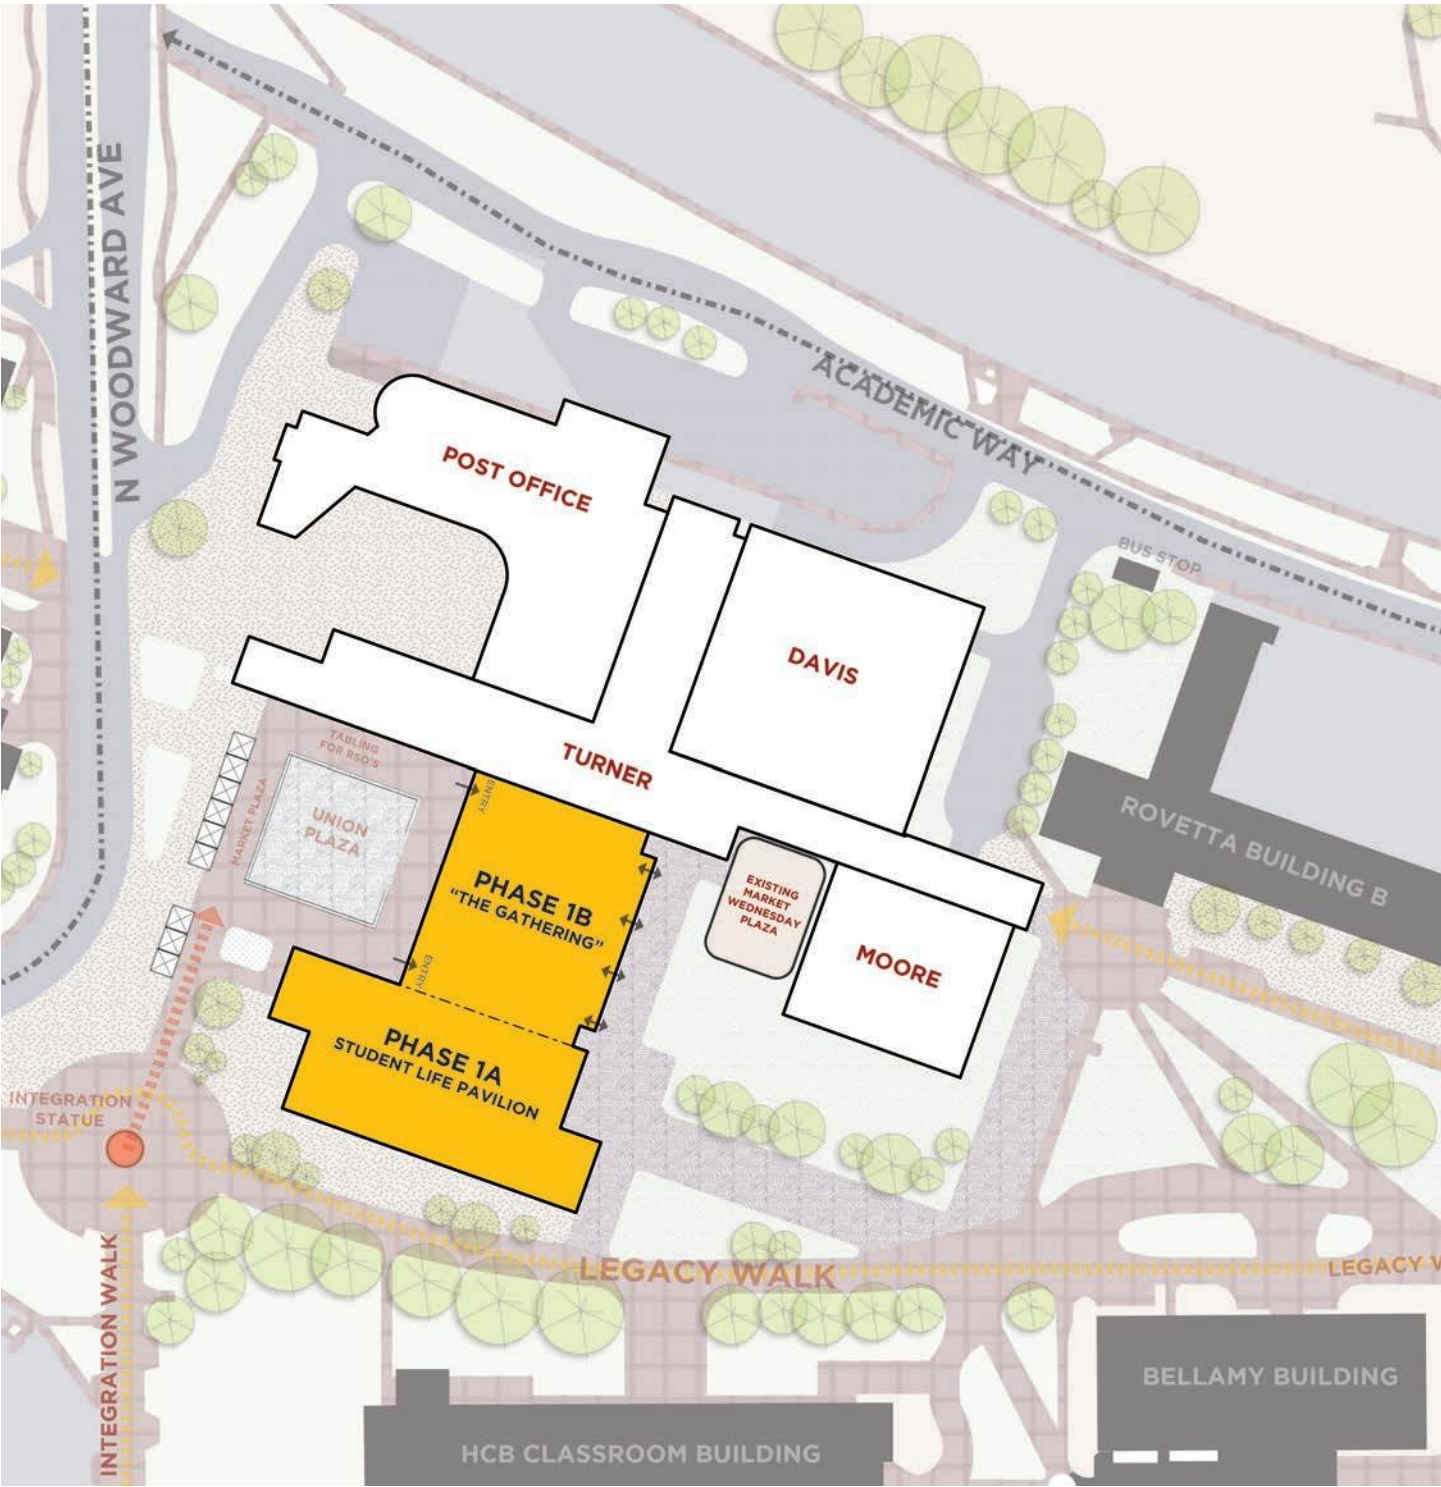 N WOODWARD AVE
ACADEMIC WAY
POST OFFICE
BUS STOP
DAVIS
TURNER
TABLING
FOR RSO'S
MARKET PLAZA
UNION
PLAZA
ENTRY
ROVETTA BUILDING B
PHASE 1B
"THE GATHERING"
EXISTING
MARKET
WEDNESDAY
PLAZA
MOORE
ENTRY
PHASE 1A
STUDENT LIFE PAVILION
INTEGRATION
STATUE
INTEGRATION WALK
LEGACY WALK
LEGACY W
BELLAMY BUILDING
HCB CLASSROOM BUILDING